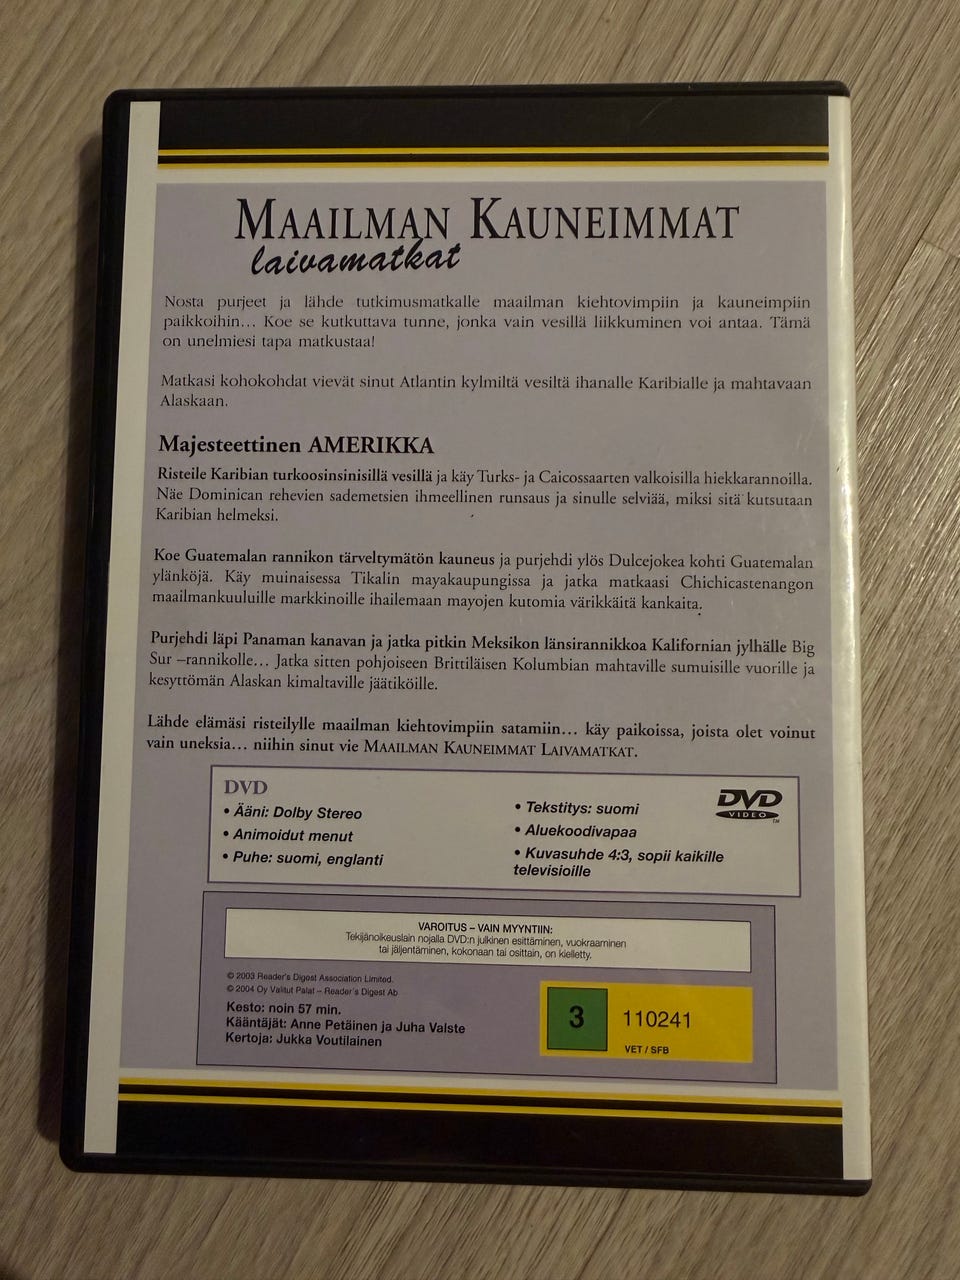 MAAILMAN KAUNEIMMAT
laivamatkat
Nosta purjeet ja lähde tutkimusmatkalle maailman kiehtovimpiin ja kauneimpiin
paikkoihin... Koe se kutkuttava tunne, jonka vain vesillä liikkuminen voi antaa. Tämä
on unelmiesi tapa matkustaa!
Matkasi kohokohdat vievät sinut Atlantin kylmiltä vesiltä ihanalle Karibialle ja mahtavaan
Alaskaan.
Majesteettinen AMERIKKA
Risteile Karibian turkoosinsinisillä vesillä ja käy Turks- ja Caicossaarten valkoisilla hiekkarannoilla.
Näe Dominican rehevien sademetsien ihmeellinen runsaus ja sinulle selviää, miksi sitä kutsutaan
Karibian helmeksi.
Koe Guatemalan rannikon tärveltymätön kauneus ja purjehdi ylös Dulcejokea kohti Guatemalan
ylänköjä. Käy muinaisessa Tikalin mayakaupungissa ja jatka matkaasi Chichicastenangon
maailmankuuluille markkinoille ihailemaan mayojen kutomia värikkäitä kankaita.
Purjehdi läpi Panaman kanavan ja jatka pitkin Meksikon länsirannikkoa Kalifornian jylhälle Big
Sur –rannikolle... Jatka sitten pohjoiseen Brittiläisen Kolumbian mahtaville sumuisille vuorille ja
kesyttömän Alaskan kimaltaville jäätiköille.
Lähde elämäsi risteilylle maailman kiehtovimpiin satamiin... käy paikoissa, joista olet voinut
vain uneksia... niihin sinut vie MAAILMAN KAUNEIMMAT LAIVAMATKAT.
DVD
• Ääni: Dolby Stereo
• Animoidut menut
• Puhe: suomi, englanti
• Tekstitys: suomi
• Aluekoodivapaa
• Kuvasuhde 4:3, sopii kaikille
televisioille
DVD
VIDEO
TM
VAROITUS – VAIN MYYNTIIN:
Tekijänoikeuslain nojalla DVD:n julkinen esittäminen, vuokraaminen
tai jäljentäminen, kokonaan tai osittain, on kielletty.
© 2003 Reader's Digest Association Limited.
© 2004 Oy Valitut Palat – Reader's Digest Ab
Kesto: noin 57 min.
Kääntäjät: Anne Petäinen ja Juha Valste
Kertoja: Jukka Voutilainen
3
110241
VET / SFB